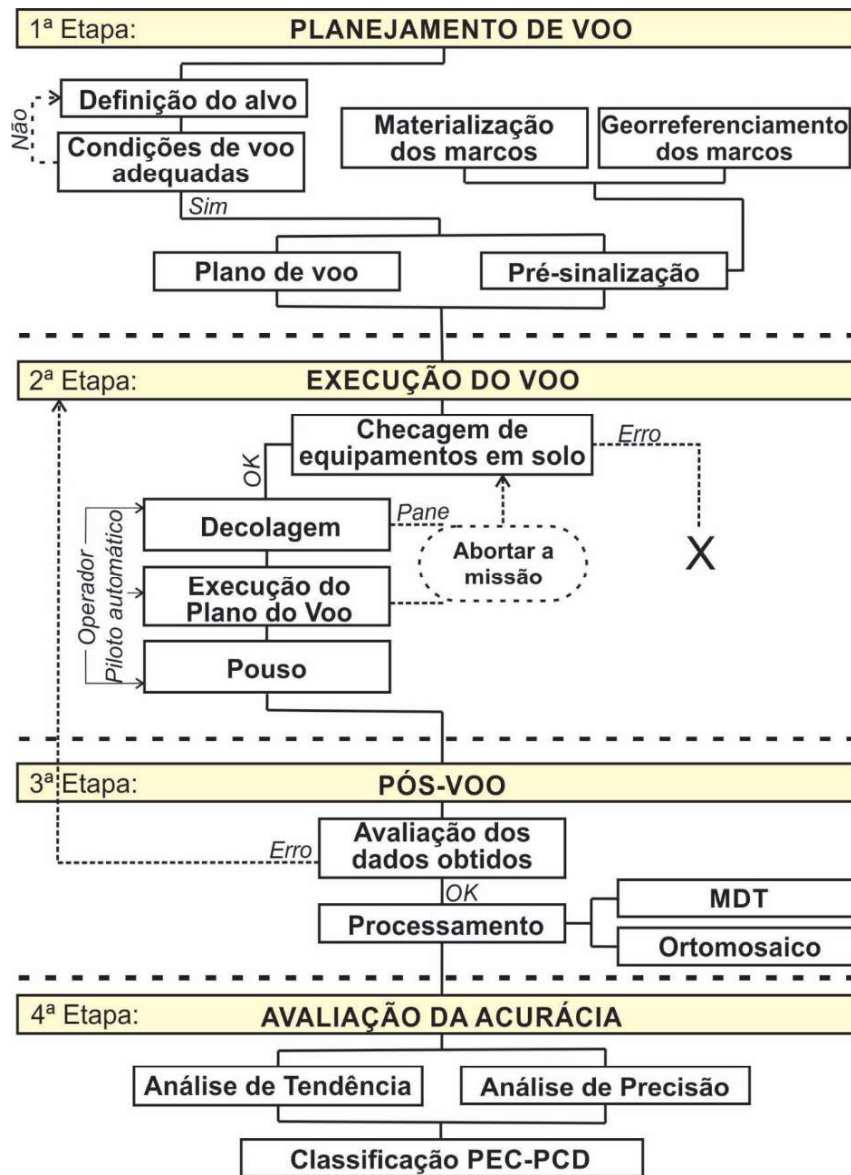 1ª Etapa: PLANEJAMENTO DE VOO
Definição do alvo
Não
Condições de voo
adequadas
Materialização
dos marcos
Georreferenciamento
dos marcos
Sim
Plano de voo
Pré-sinalização
2ª Etapa: EXECUÇÃO DO VOO
Checagem de
equipamentos em solo
Erro
OK
Decolagem
Pane
Abortar a
missão
X
Operador
Piloto automático
Execução do
Plano do Voo
Pouso
3ª Etapa: PÓS-VOO
Avaliação dos
dados obtidos
Erro
OK
Processamento
MDT
Ortomosaico
4ª Etapa: AVALIAÇÃO DA ACURÁCIA
Análise de Tendência
Análise de Precisão
Classificação PEC-PCD